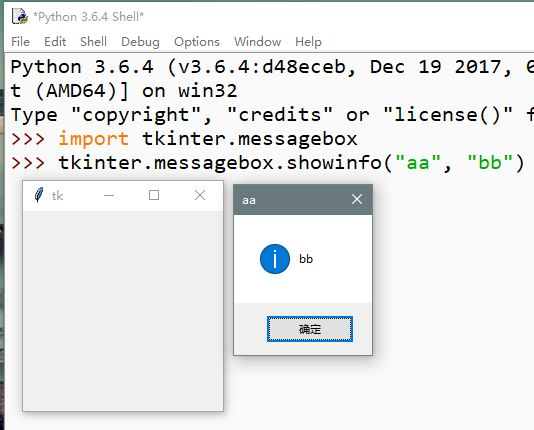 *Python 3.6.4 Shell*
File Edit Shell Debug Options Window Help
Python 3.6.4 (v3.6.4:d48eceb, Dec 19 2017, 0
t (AMD64)] on win32
Type "copyright", "credits" or "license()" f
>>> import tkinter.messagebox
>>> tkinter.messagebox.showinfo("aa", "bb")
tk
aa
bb
确定